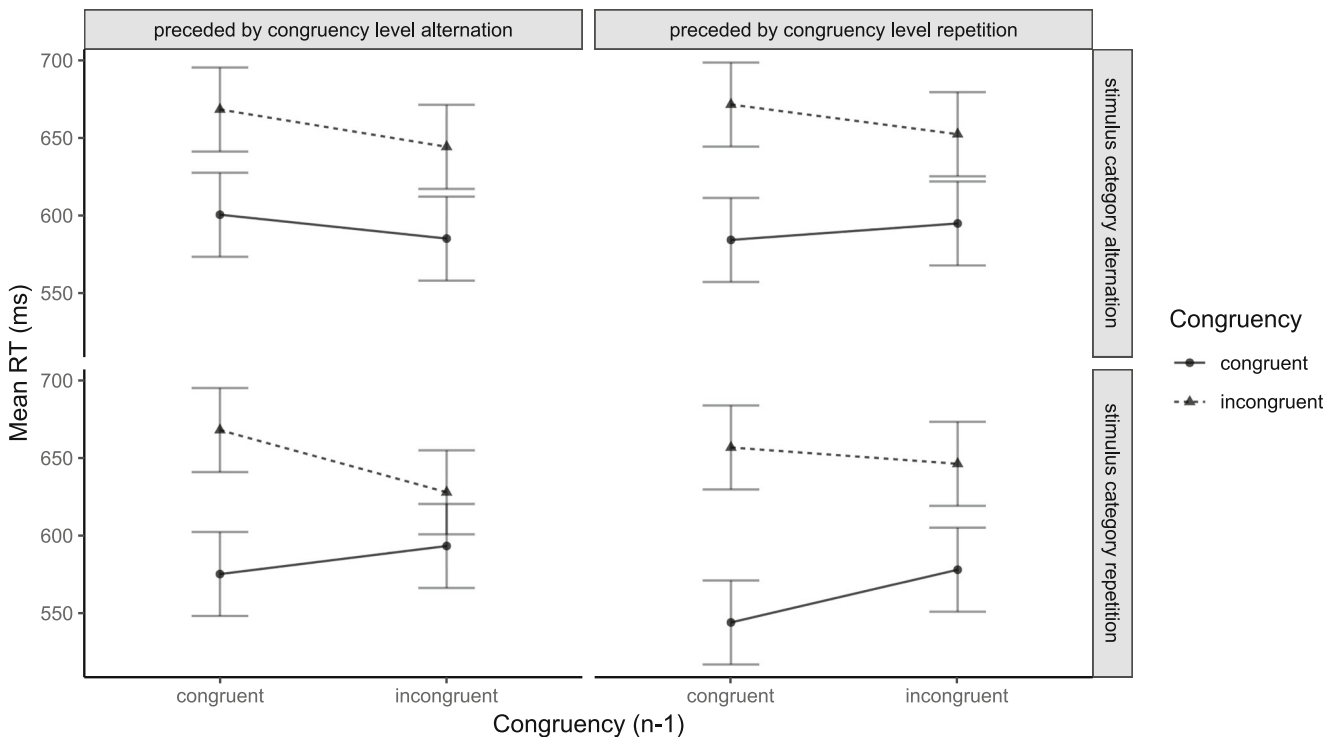 preceded by congruency level alternation
preceded by congruency level repetition
700
650
600
550
stimulus category alternation
700
650
600
550
stimulus category repetition
Mean RT (ms)
congruent
incongruent
congruent
incongruent
Congruency (n-1)
Congruency
congruent
incongruent